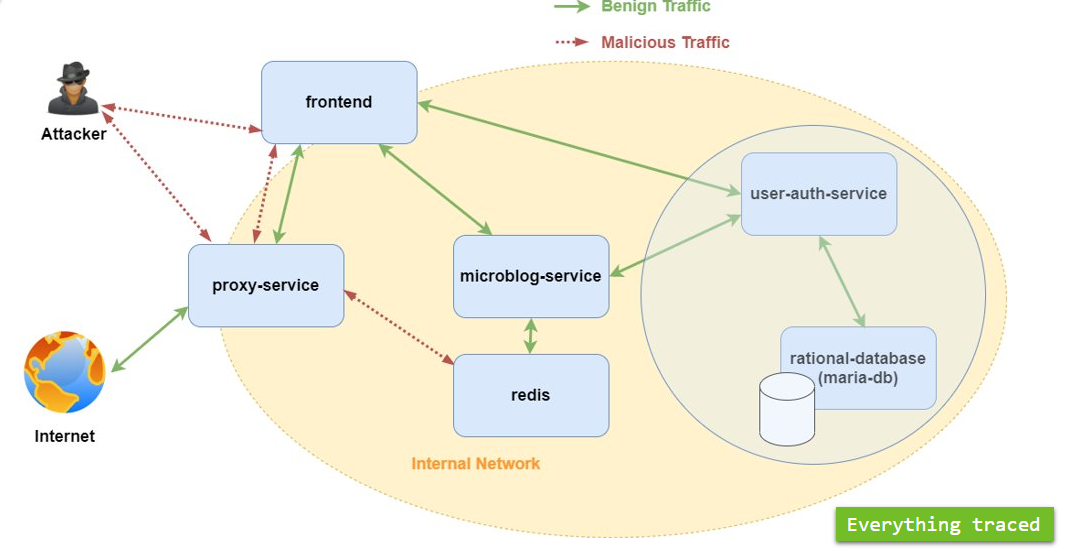 Benign Traffic
Malicious Traffic
frontend
Attacker
user-auth-service
proxy-service
microblog-service
rational-database
(maria-db)
redis
Internet
Internal Network
Everything traced